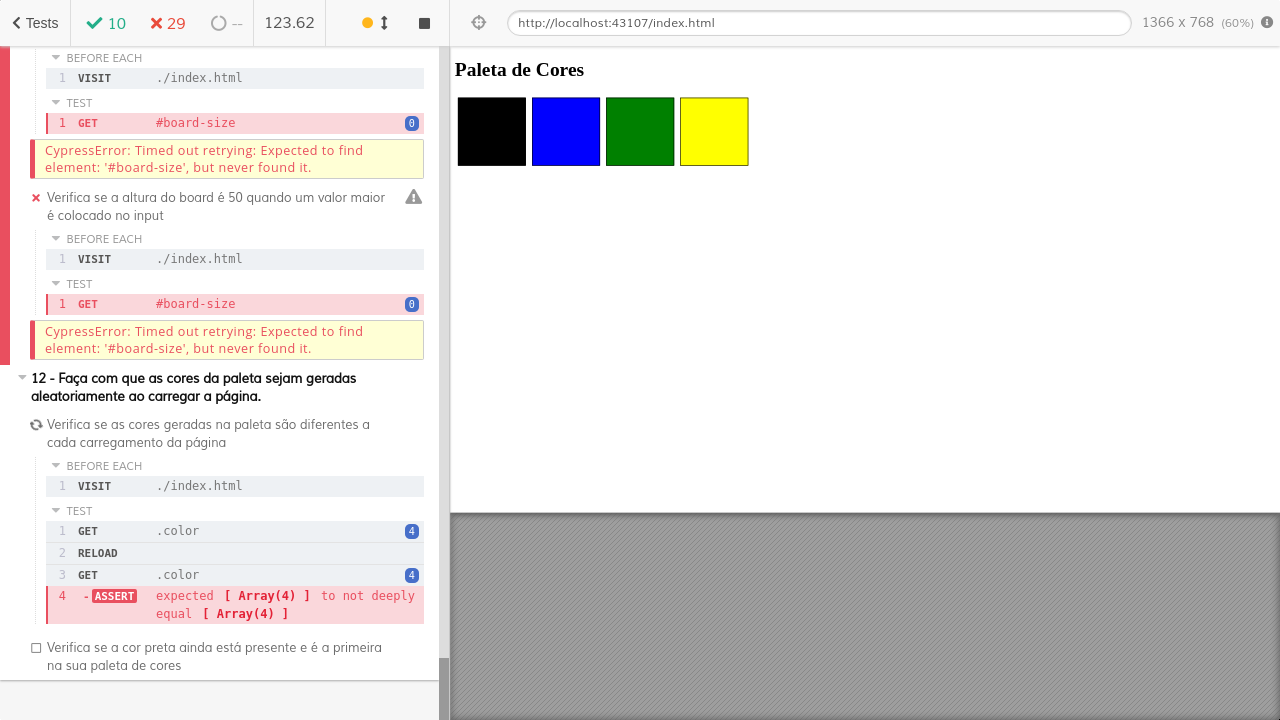 Tests
10
29
--
123.62
http://localhost:43107/index.html
1366 x 768 (60%)
BEFORE EACH
1 VISIT ./index.html
TEST
1 GET #board-size 0
CypressError: Timed out retrying: Expected to find
element: '#board-size', but never found it.
Verifica se a altura do board é 50 quando um valor maior
é colocado no input
BEFORE EACH
1 VISIT ./index.html
TEST
1 GET #board-size 0
CypressError: Timed out retrying: Expected to find
element: '#board-size', but never found it.
12 - Faça com que as cores da paleta sejam geradas
aleatoriamente ao carregar a página.
Verifica se as cores geradas na paleta são diferentes a
cada carregamento da página
BEFORE EACH
1 VISIT ./index.html
TEST
1 GET .color 4
2 RELOAD
3 GET .color 4
4 -ASSERT expected [ Array(4) ] to not deeply
equal [ Array(4) ]
Verifica se a cor preta ainda está presente e é a primeira
na sua paleta de cores
Paleta de Cores